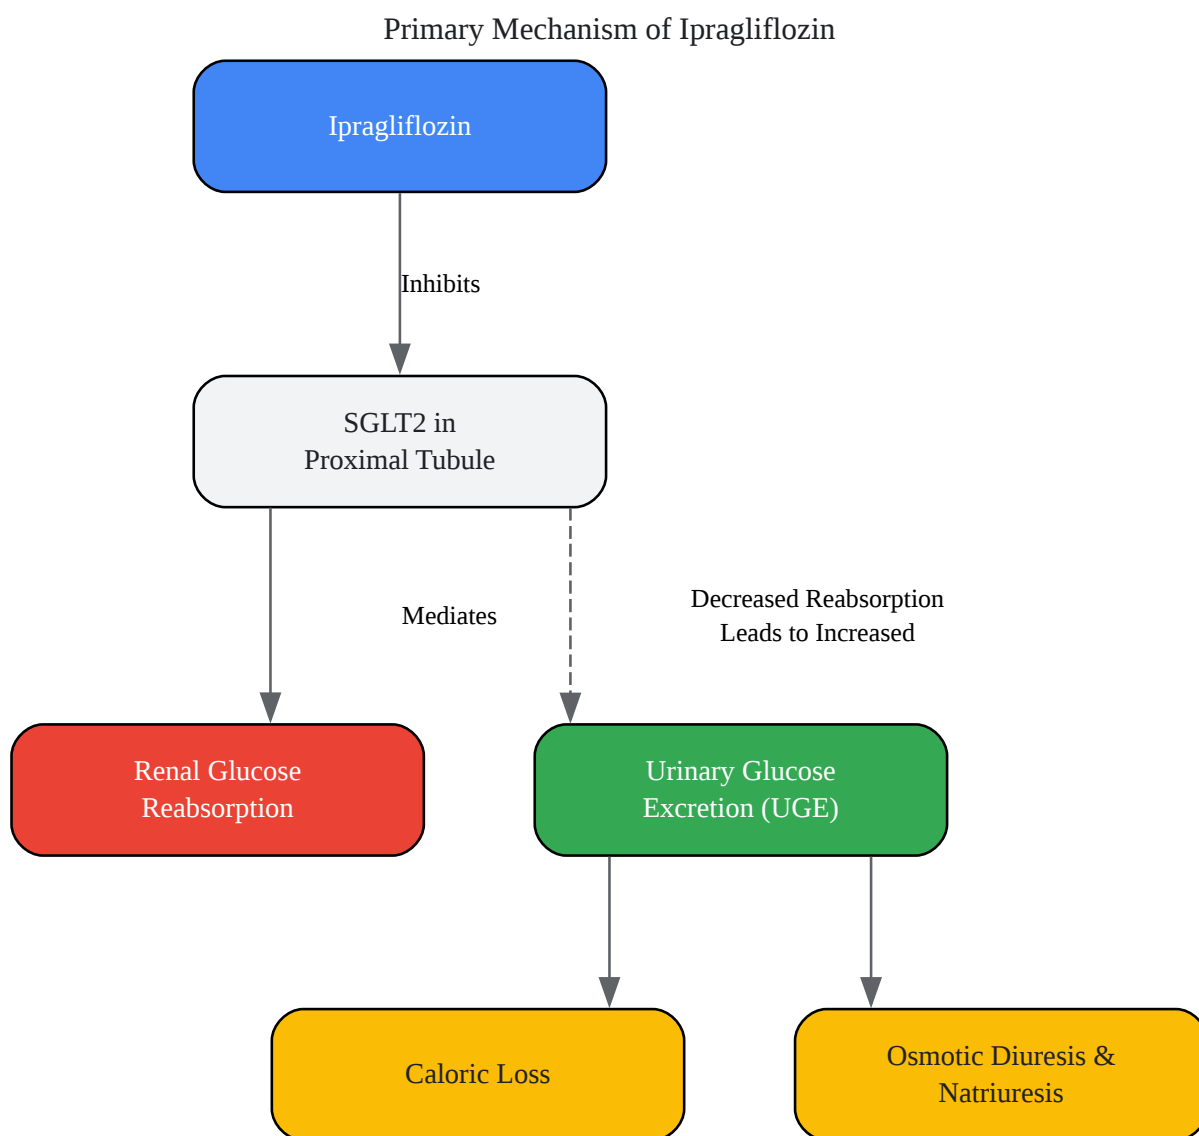 Primary Mechanism of Ipragliflozin
Ipragliflozin
Inhibits
SGLT2 in
Proximal Tubule
Mediates
Decreased Reabsorption
Leads to Increased
Renal Glucose
Reabsorption
Urinary Glucose
Excretion (UGE)
Caloric Loss
Osmotic Diuresis &
Natriuresis